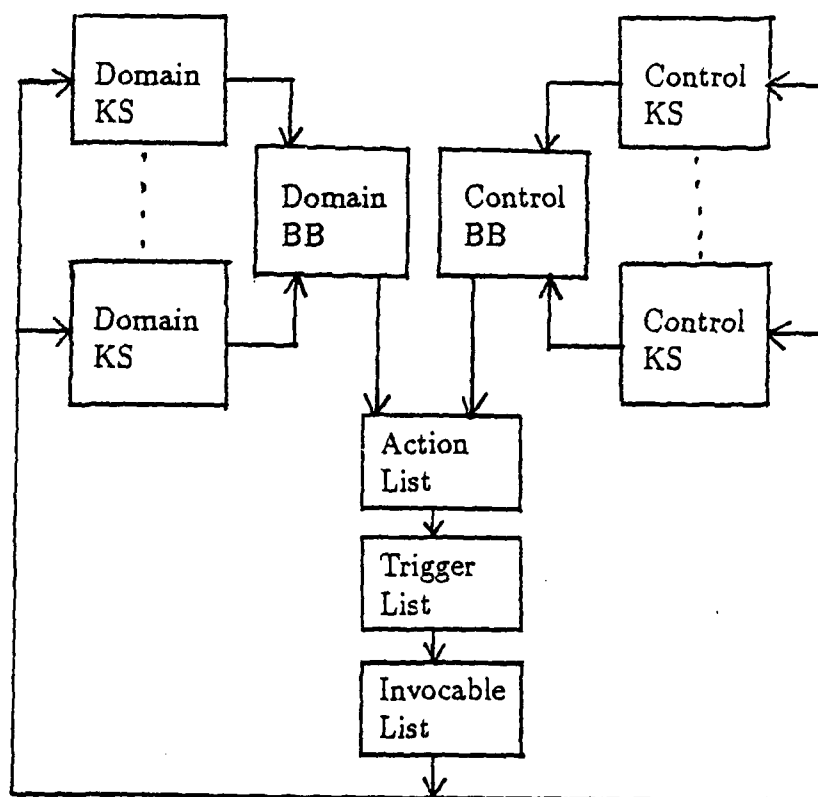 Domain
KS
Control
KS
Domain
BB
Control
BB
Domain
KS
Control
KS
Action
List
Trigger
List
Invocable
List